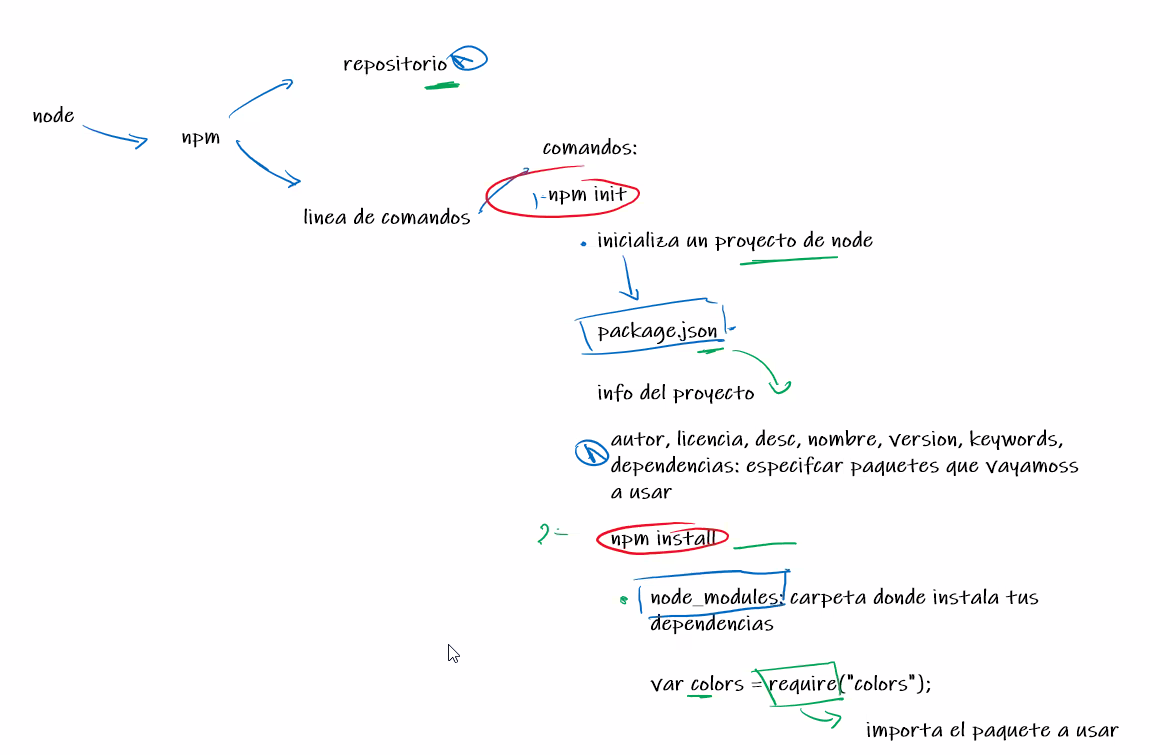 repositorio
node
npm
comandos:
1-npm init
linea de comandos
inicializa un proyecto de node
package.json
info del proyecto
autor, licencia, desc, nombre, version, keywords,
dependencias: especifcar paquetes que vayamoss
a usar
2- npm install
node_modules: carpeta donde instala tus
dependencias
var colors = require("colors");
importa el paquete a usar